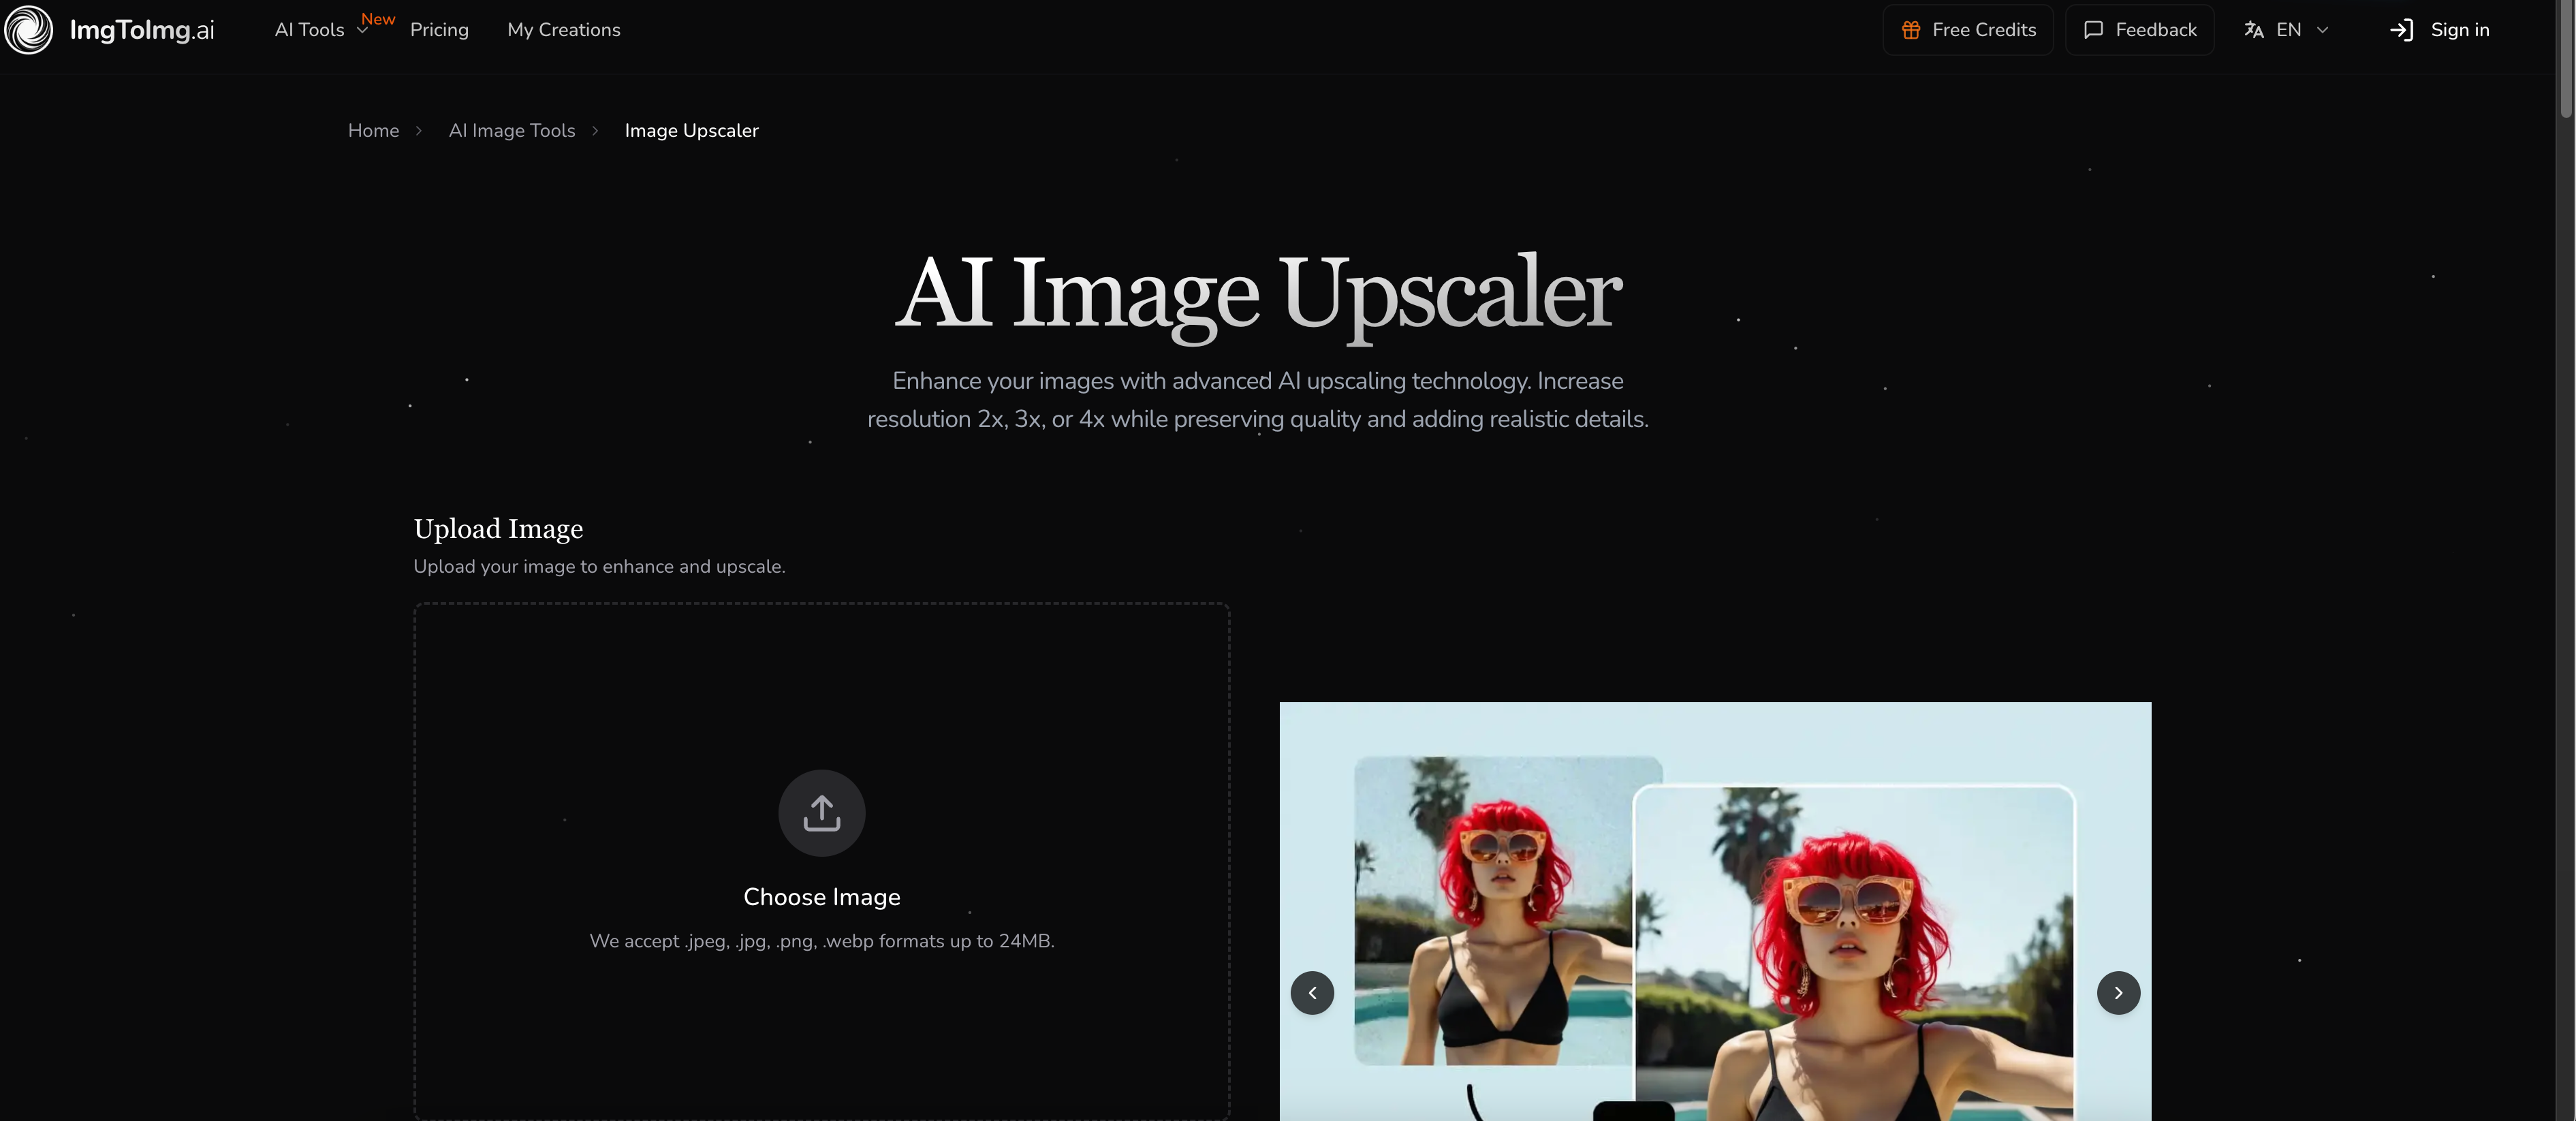 ImgToImg.ai
AI Tools
New
Pricing
My Creations
Free Credits
Feedback
EN
Sign in
Home
AI Image Tools
Image Upscaler
AI Image Upscaler
Enhance your images with advanced AI upscaling technology. Increase
resolution 2x, 3x, or 4x while preserving quality and adding realistic details.
Upload Image
Upload your image to enhance and upscale.
Choose Image
We accept .jpeg, .jpg, .png, .webp formats up to 24MB.